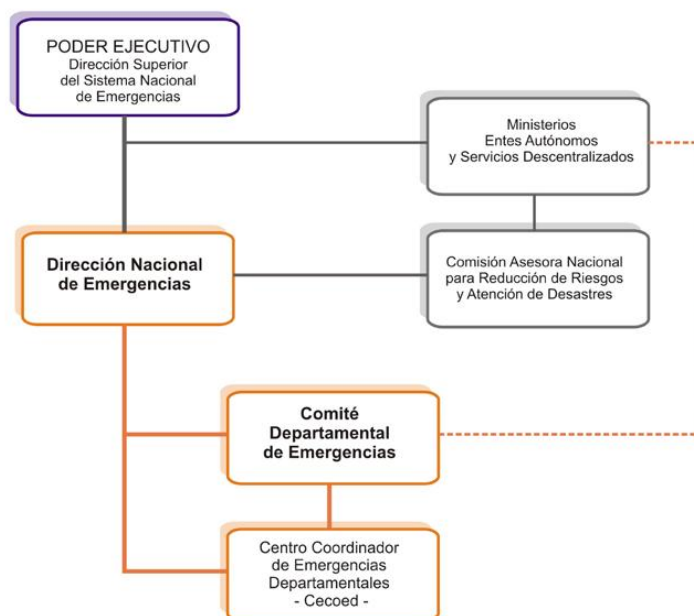 PODER EJECUTIVO
Dirección Superior
del Sistema Nacional
de Emergencias
Ministerios
Entes Autónomos
y Servicios Descentralizados
Dirección Nacional
de Emergencias
Comisión Asesora Nacional
para Reducción de Riesgos
y Atención de Desastres
Comité
Departamental
de Emergencias
Centro Coordinador
de Emergencias
Departamentales
- Cecoed -